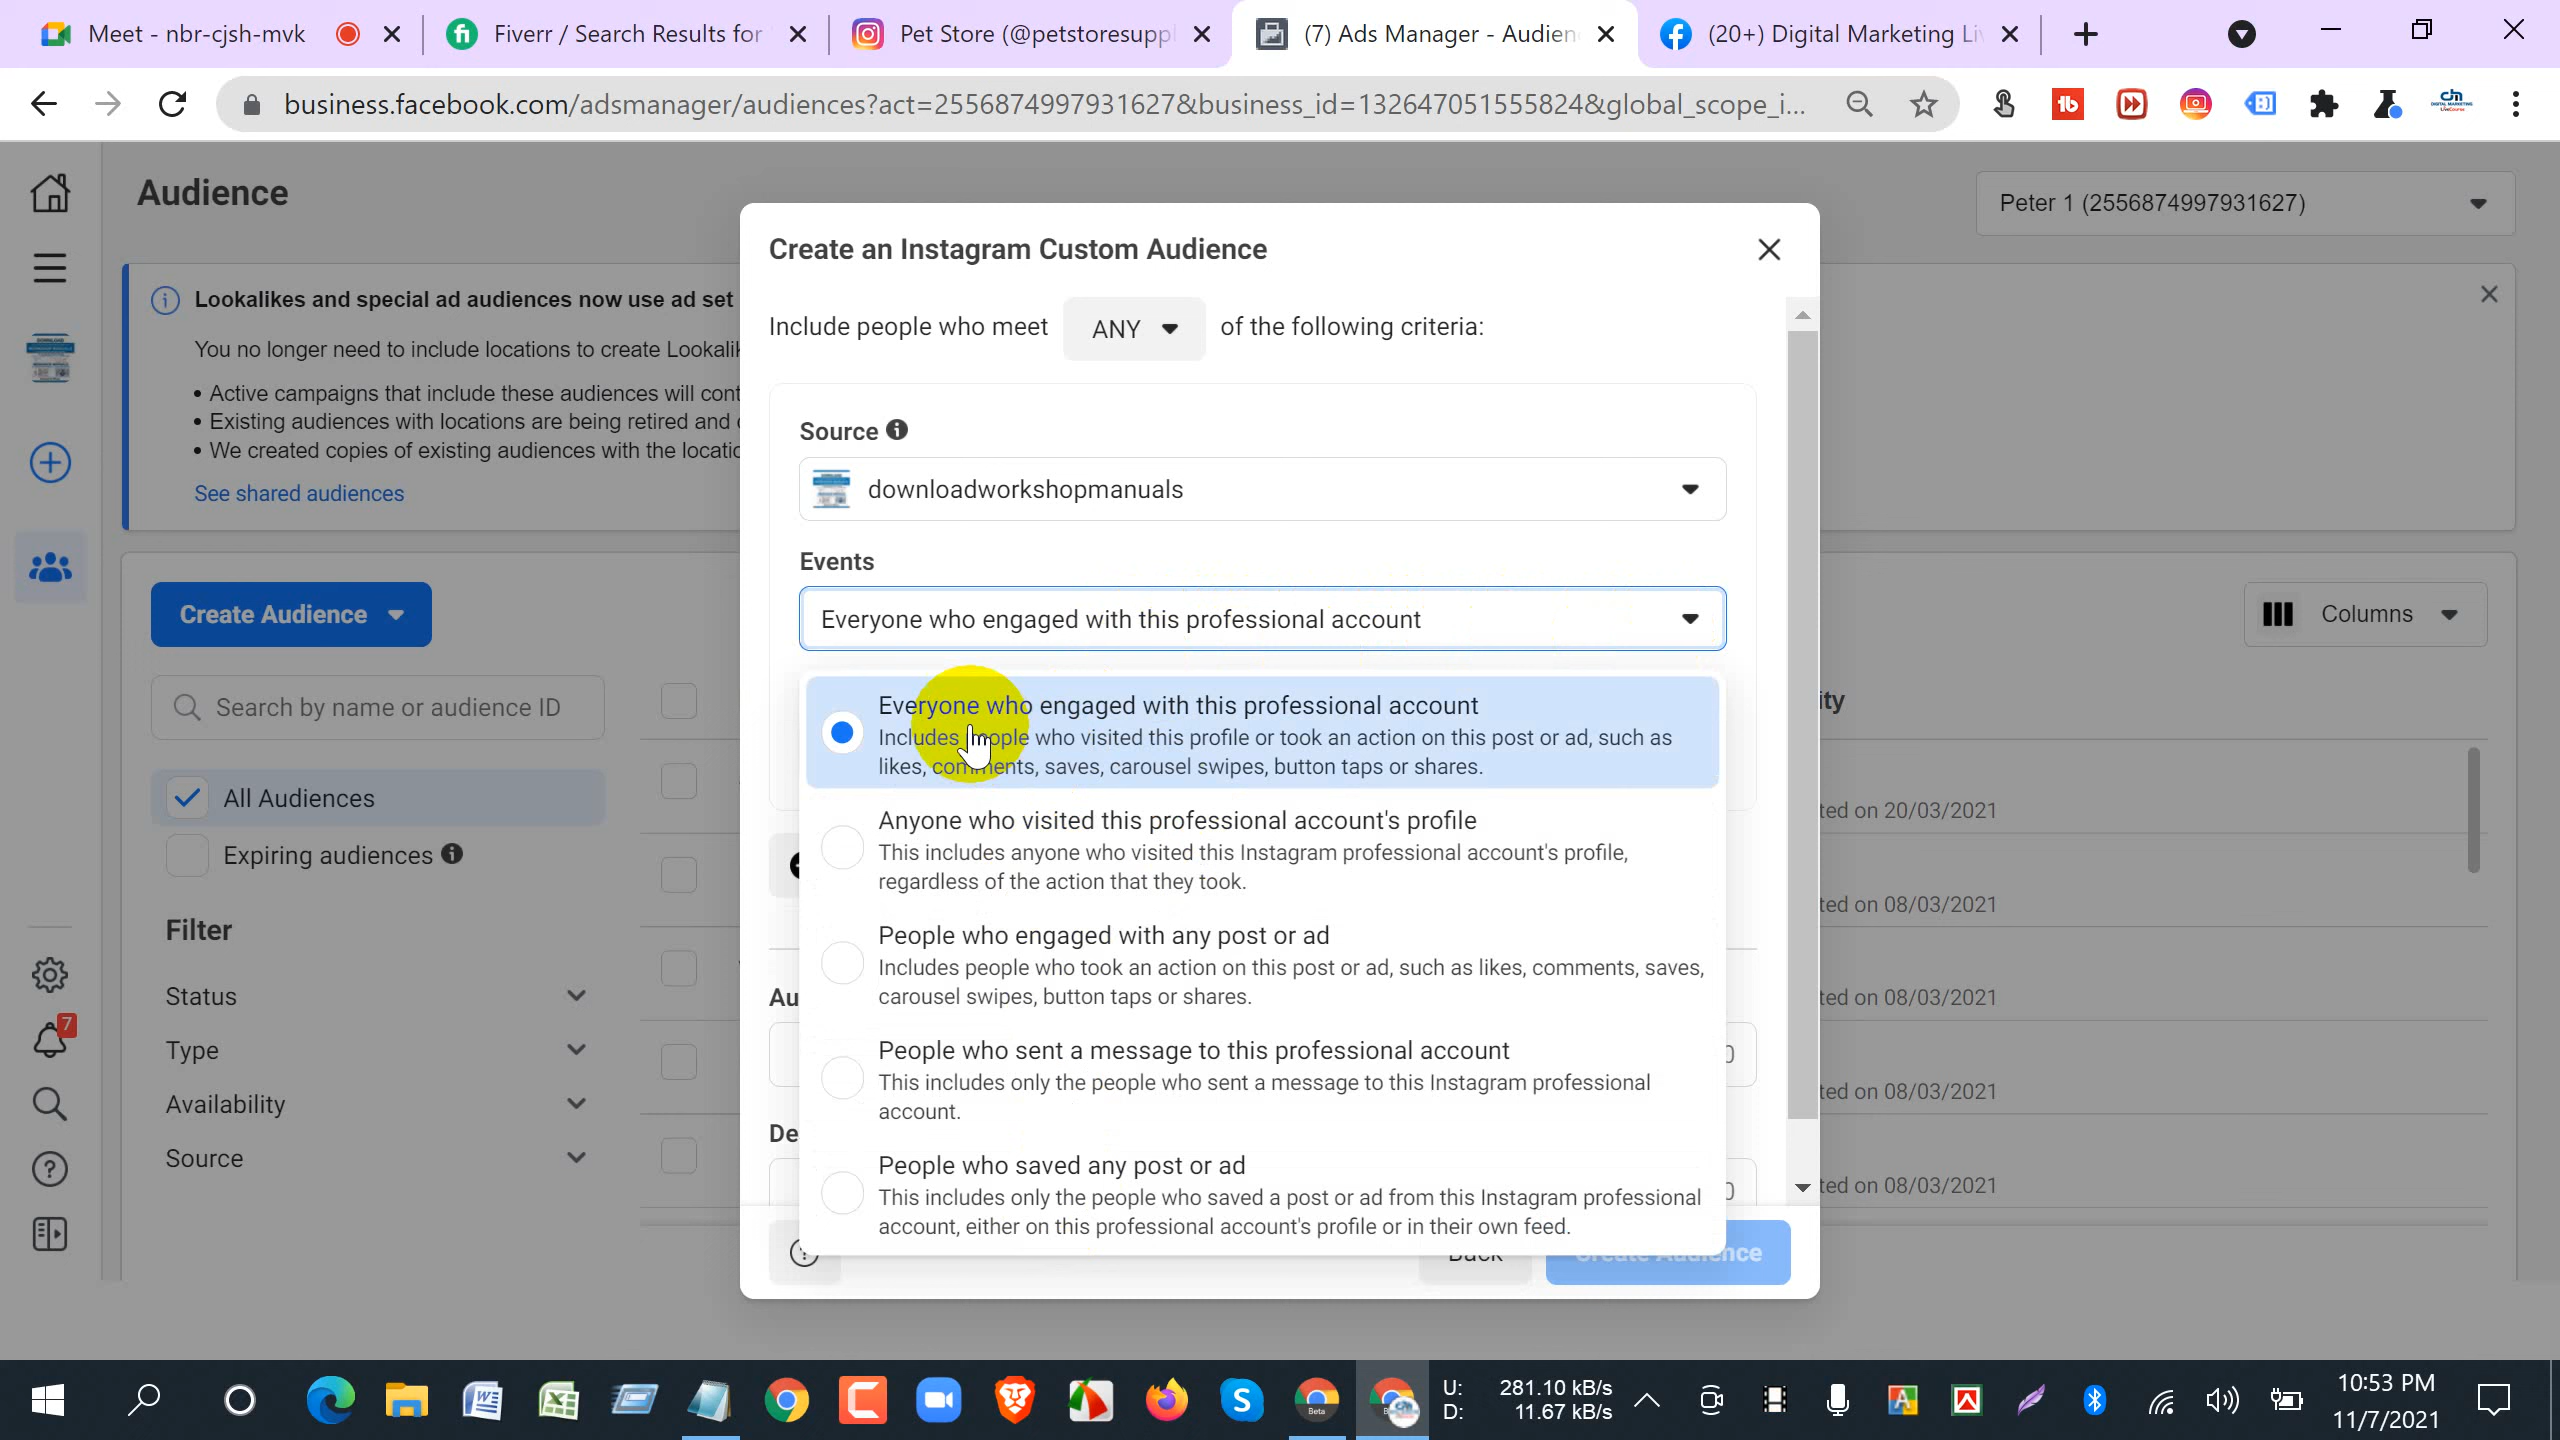 Meet - nbr-cjsh-mvk
Fiverr / Search Results for
Pet Store (@petstoresuppl
(7) Ads Manager - Audien
(20+) Digital Marketing Liv
business.facebook.com/adsmanager/audiences?act=2556874997931627&business_id=132647051555824&global_scope_i...
Audience
Peter 1 (2556874997931627)
Lookalikes and special ad audiences now use ad set
You no longer need to include locations to create Lookalik
• Active campaigns that include these audiences will cont
• Existing audiences with locations are being retired and
• We created copies of existing audiences with the locatio
See shared audiences
Create Audience
Search by name or audience ID
All Audiences
Expiring audiences
Filter
Status
Type
Availability
Source
7
Create an Instagram Custom Audience
Include people who meet ANY of the following criteria:
Source
downloadworkshopmanuals
Events
Everyone who engaged with this professional account
Everyone who engaged with this professional account
Includes people who visited this profile or took an action on this post or ad, such as
likes, comments, saves, carousel swipes, button taps or shares.
Anyone who visited this professional account's profile
This includes anyone who visited this Instagram professional account's profile,
regardless of the action that they took.
People who engaged with any post or ad
Includes people who took an action on this post or ad, such as likes, comments, saves,
carousel swipes, button taps or shares.
People who sent a message to this professional account
This includes only the people who sent a message to this Instagram professional
account.
People who saved any post or ad
This includes only the people who saved a post or ad from this Instagram professional
account, either on this professional account's profile or in their own feed.
Au
De
Back
Create Audience
Columns
ity
ted on 20/03/2021
ted on 08/03/2021
ted on 08/03/2021
ted on 08/03/2021
ted on 08/03/2021
U: 281.10 kB/s
D: 11.67 kB/s
10:53 PM
11/7/2021